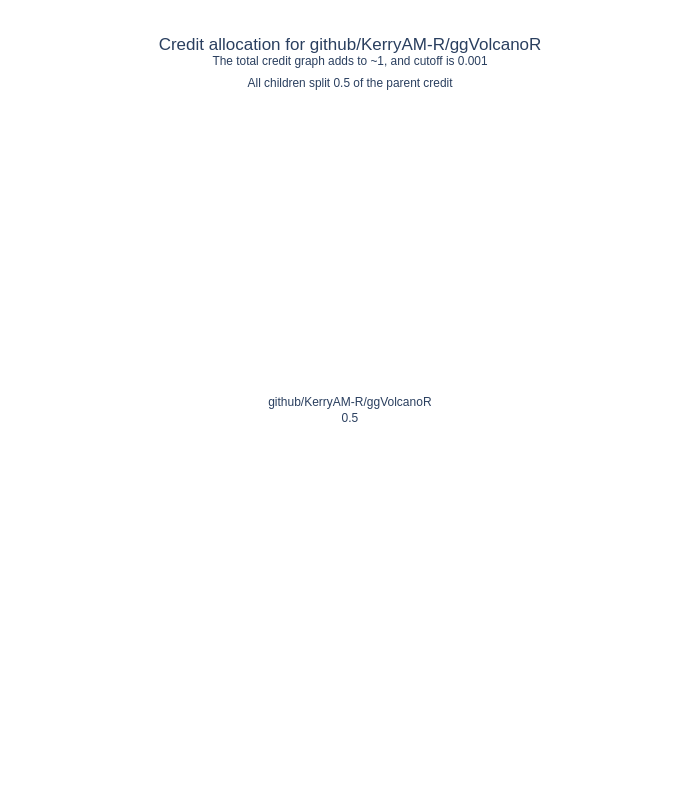 Credit allocation for github/KerryAM-R/ggVolcanoR
The total credit graph adds to ~1, and cutoff is 0.001
All children split 0.5 of the parent credit
github/KerryAM-R/ggVolcanoR
0.5